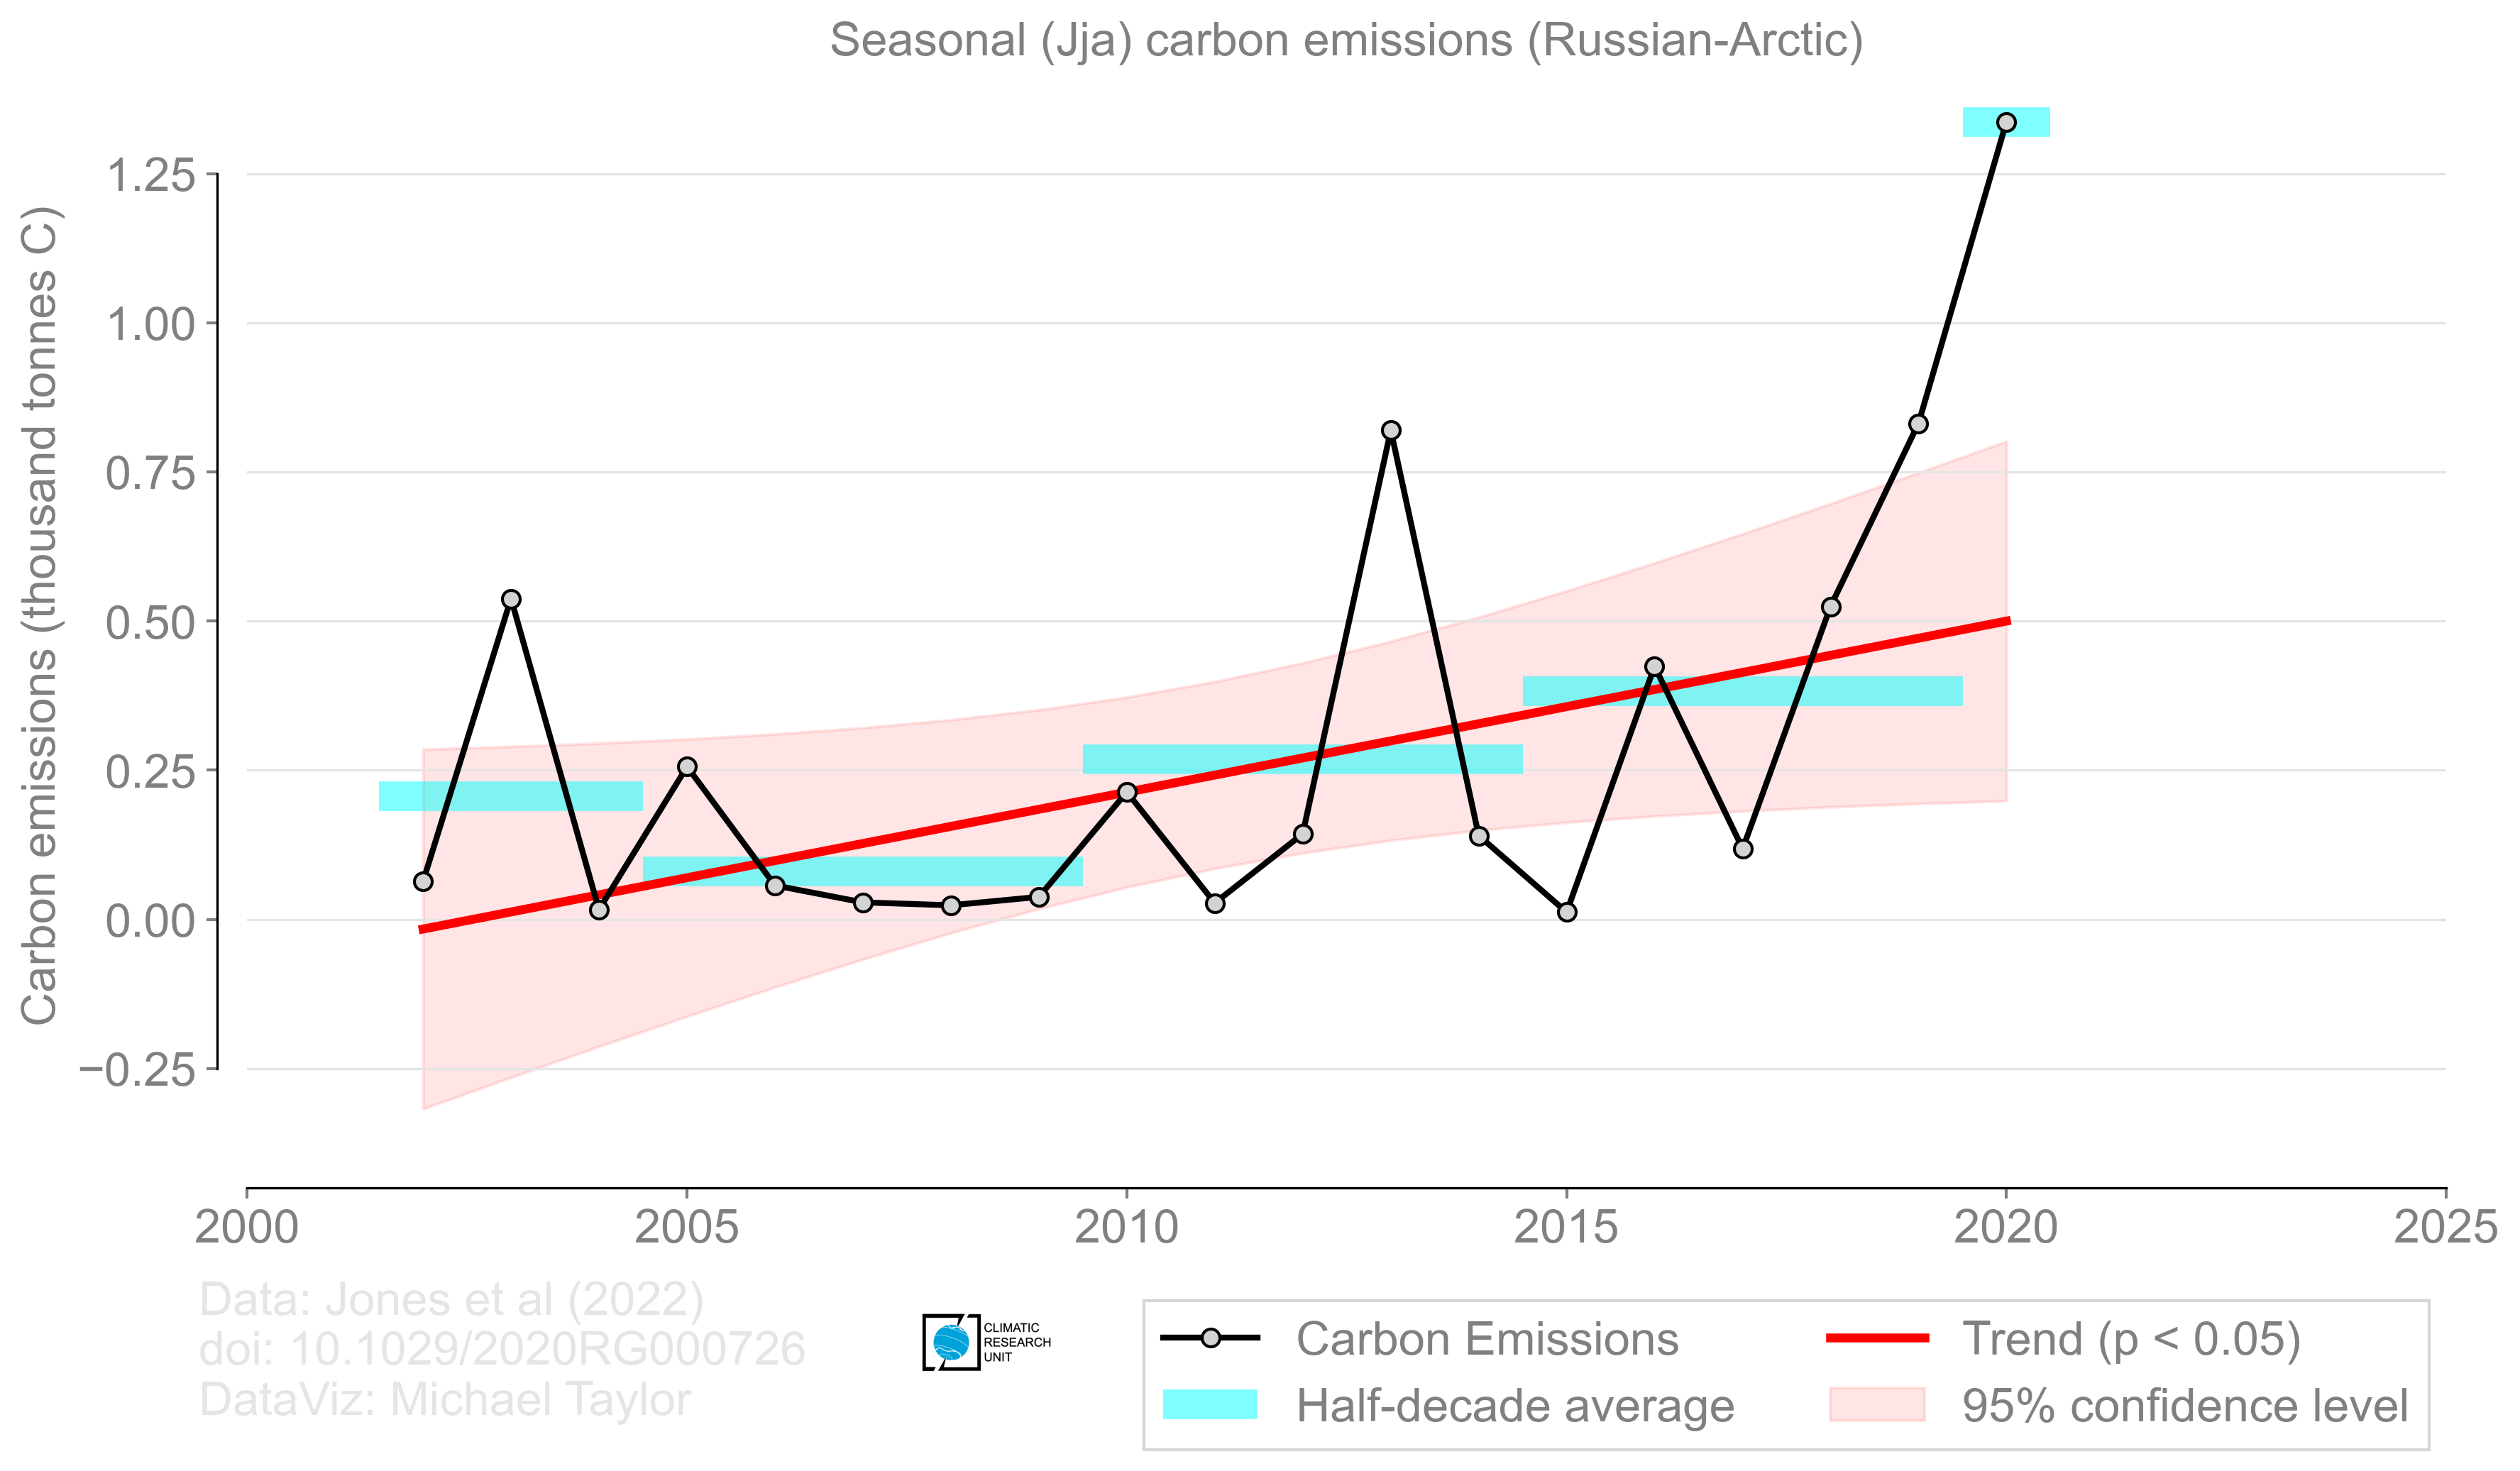 Seasonal (Jja) carbon emissions (Russian-Arctic)
Carbon emissions (thousand tonnes C)
1.25
1.00
0.75
0.50
0.25
0.00
−0.25
2000
2005
2010
2015
2020
2025
Data: Jones et al (2022)
doi: 10.1029/2020RG000726
DataViz: Michael Taylor
CLIMATIC
RESEARCH
UNIT
Carbon Emissions
Half-decade average
Trend (p < 0.05)
95% confidence level